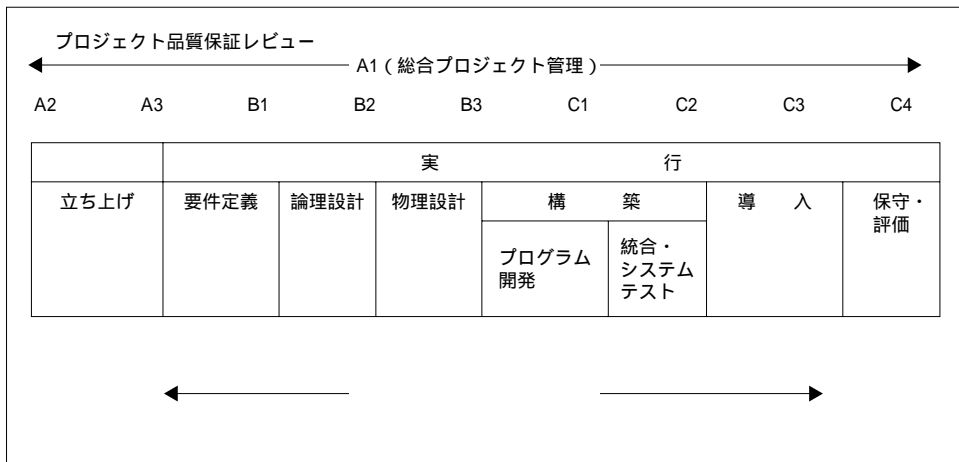 プロジェクト品質保証レビュー
A1(総合プロジェクト管理)
A2 A3 B1 B2 B3 C1 C2 C3 C4
実 行
立ち上げ 要件定義 論理設計 物理設計 構 築 導 入 保守・
評価
プログラム
開発
統合・
システム
テスト